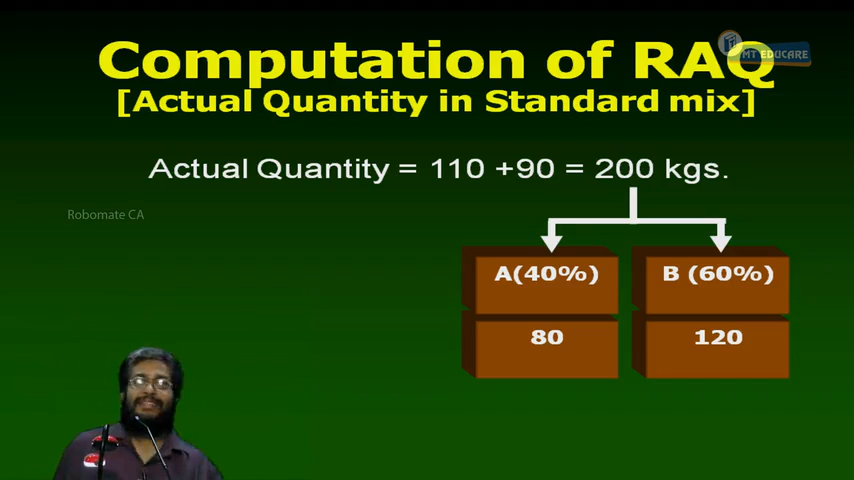 Computation of RAQ
MT EDUCARE
[Actual Quantity in Standard mix]
Actual Quantity = 110 +90 = 200 kgs.
Robomate CA
A(40%)
B (60%)
80
120